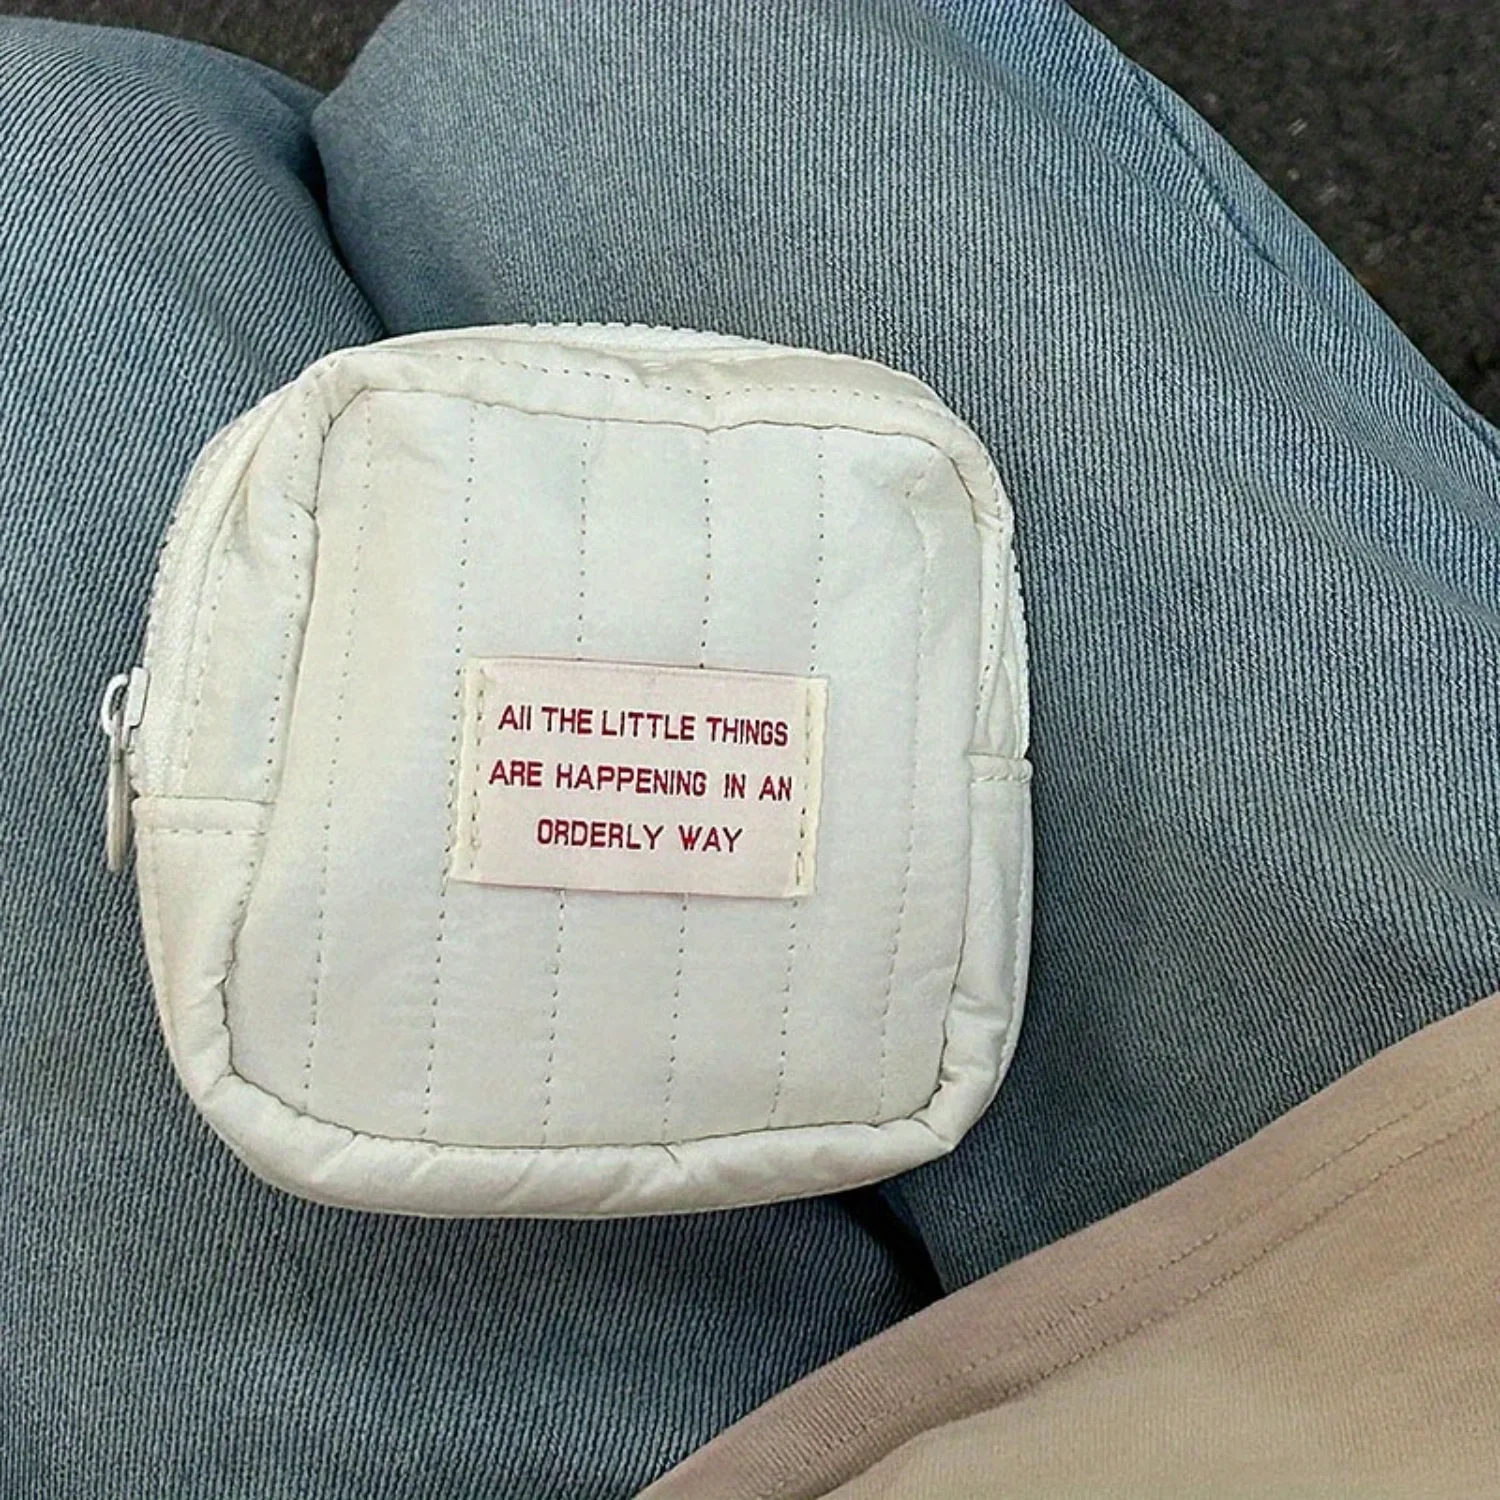 All THE LITTLE THINGS
ARE HAPPENING IN AN
ORDERLY WAY